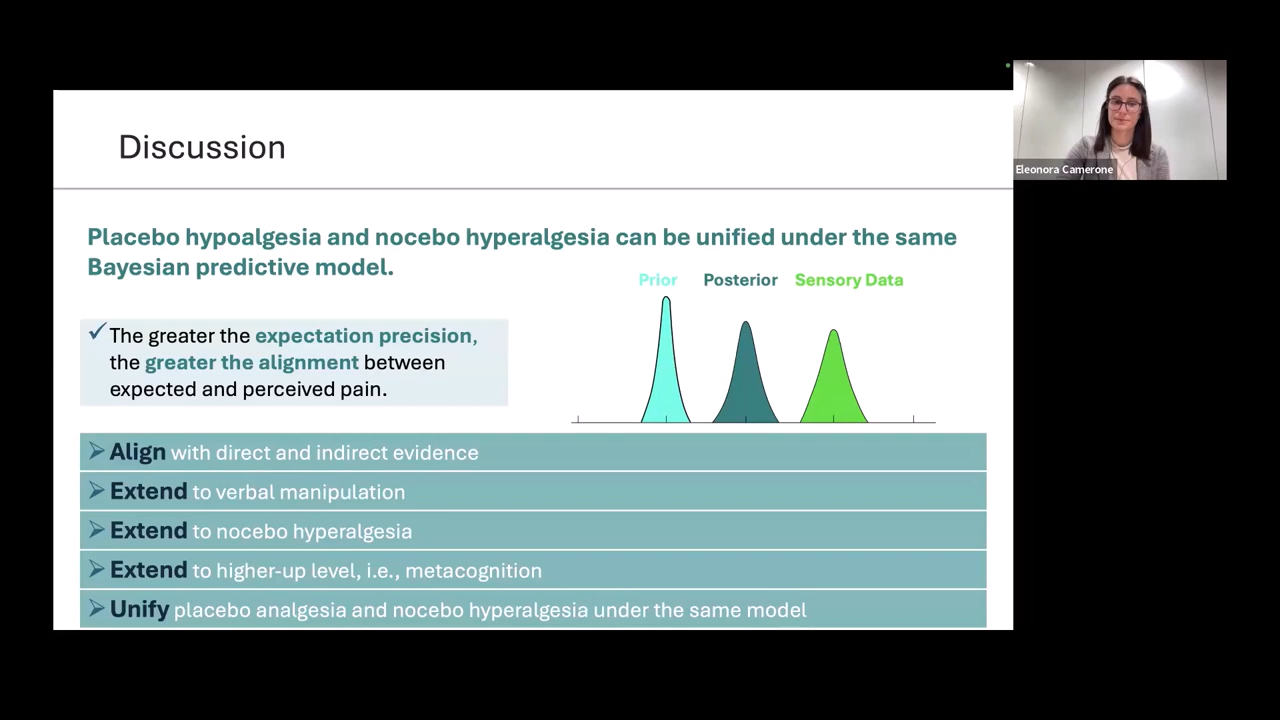 Discussion
Eleonora Camerone
Placebo hypoalgesia and nocebo hyperalgesia can be unified under the same
Bayesian predictive model.
Prior Posterior Sensory Data
✓ The greater the expectation precision,
the greater the alignment between
expected and perceived pain.
➢ Align with direct and indirect evidence
➢ Extend to verbal manipulation
➢ Extend to nocebo hyperalgesia
➢ Extend to higher-up level, i.e., metacognition
➢ Unify placebo analgesia and nocebo hyperalgesia under the same model